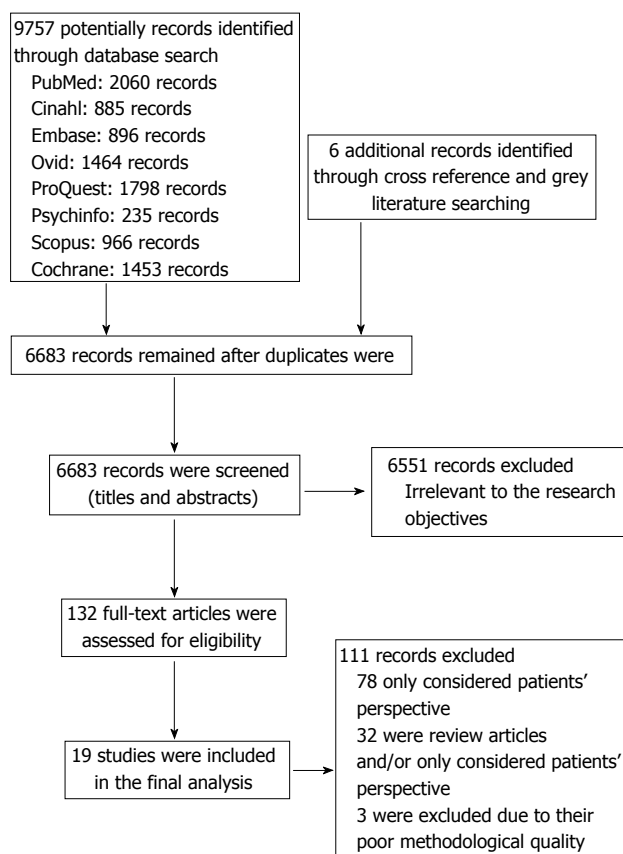 9757 potentially records identified
through database search
PubMed: 2060 records
Cinahl: 885 records
Embase: 896 records
Ovid: 1464 records
ProQuest: 1798 records
Psychinfo: 235 records
Scopus: 966 records
Cochrane: 1453 records
6 additional records identified
through cross reference and grey
literature searching
6683 records remained after duplicates were
6683 records were screened
(titles and abstracts)
6551 records excluded
Irrelevant to the research
objectives
132 full-text articles were
assessed for eligibility
111 records excluded
78 only considered patients'
perspective
32 were review articles
and/or only considered patients'
perspective
3 were excluded due to their
poor methodological quality
19 studies were included
in the final analysis